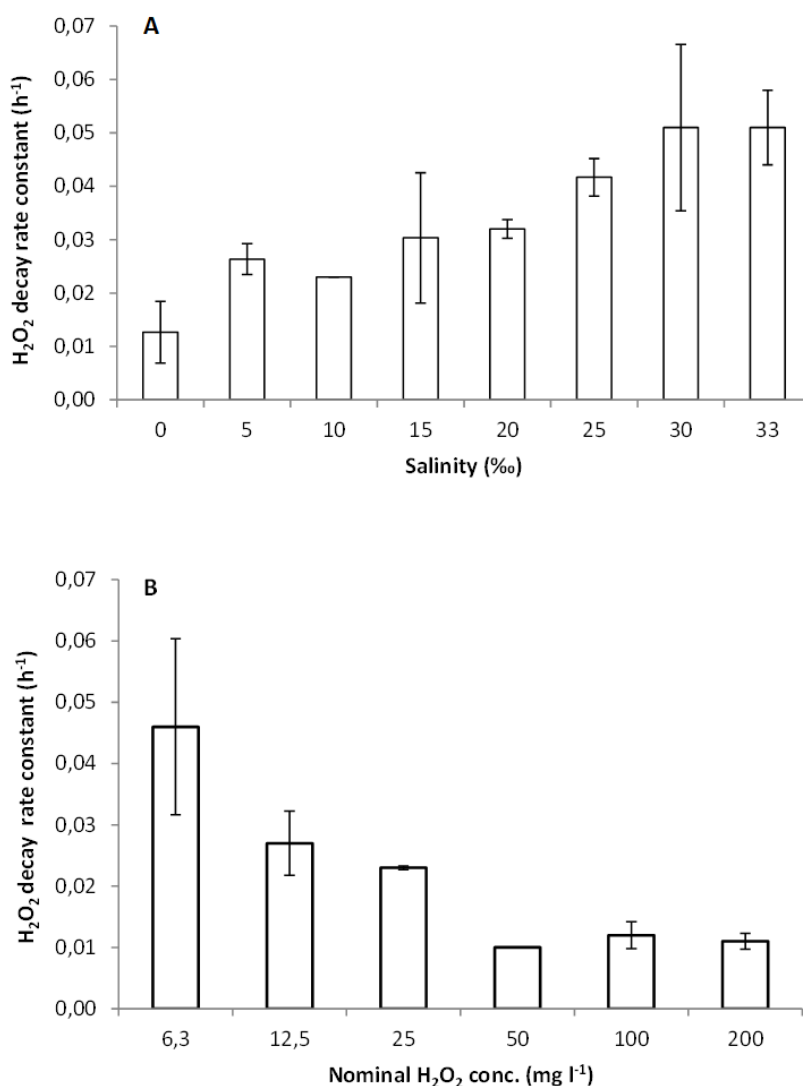 A
0,07
0,06
0,05
0,04
0,03
0,02
0,01
0,00
H₂O₂ decay rate constant (h⁻¹)
0 5 10 15 20 25 30 33
Salinity (‰)
B
0,07
0,06
0,05
0,04
0,03
0,02
0,01
0,00
H₂O₂ decay rate constant (h⁻¹)
6,3 12,5 25 50 100 200
Nominal H₂O₂ conc. (mg l⁻¹)